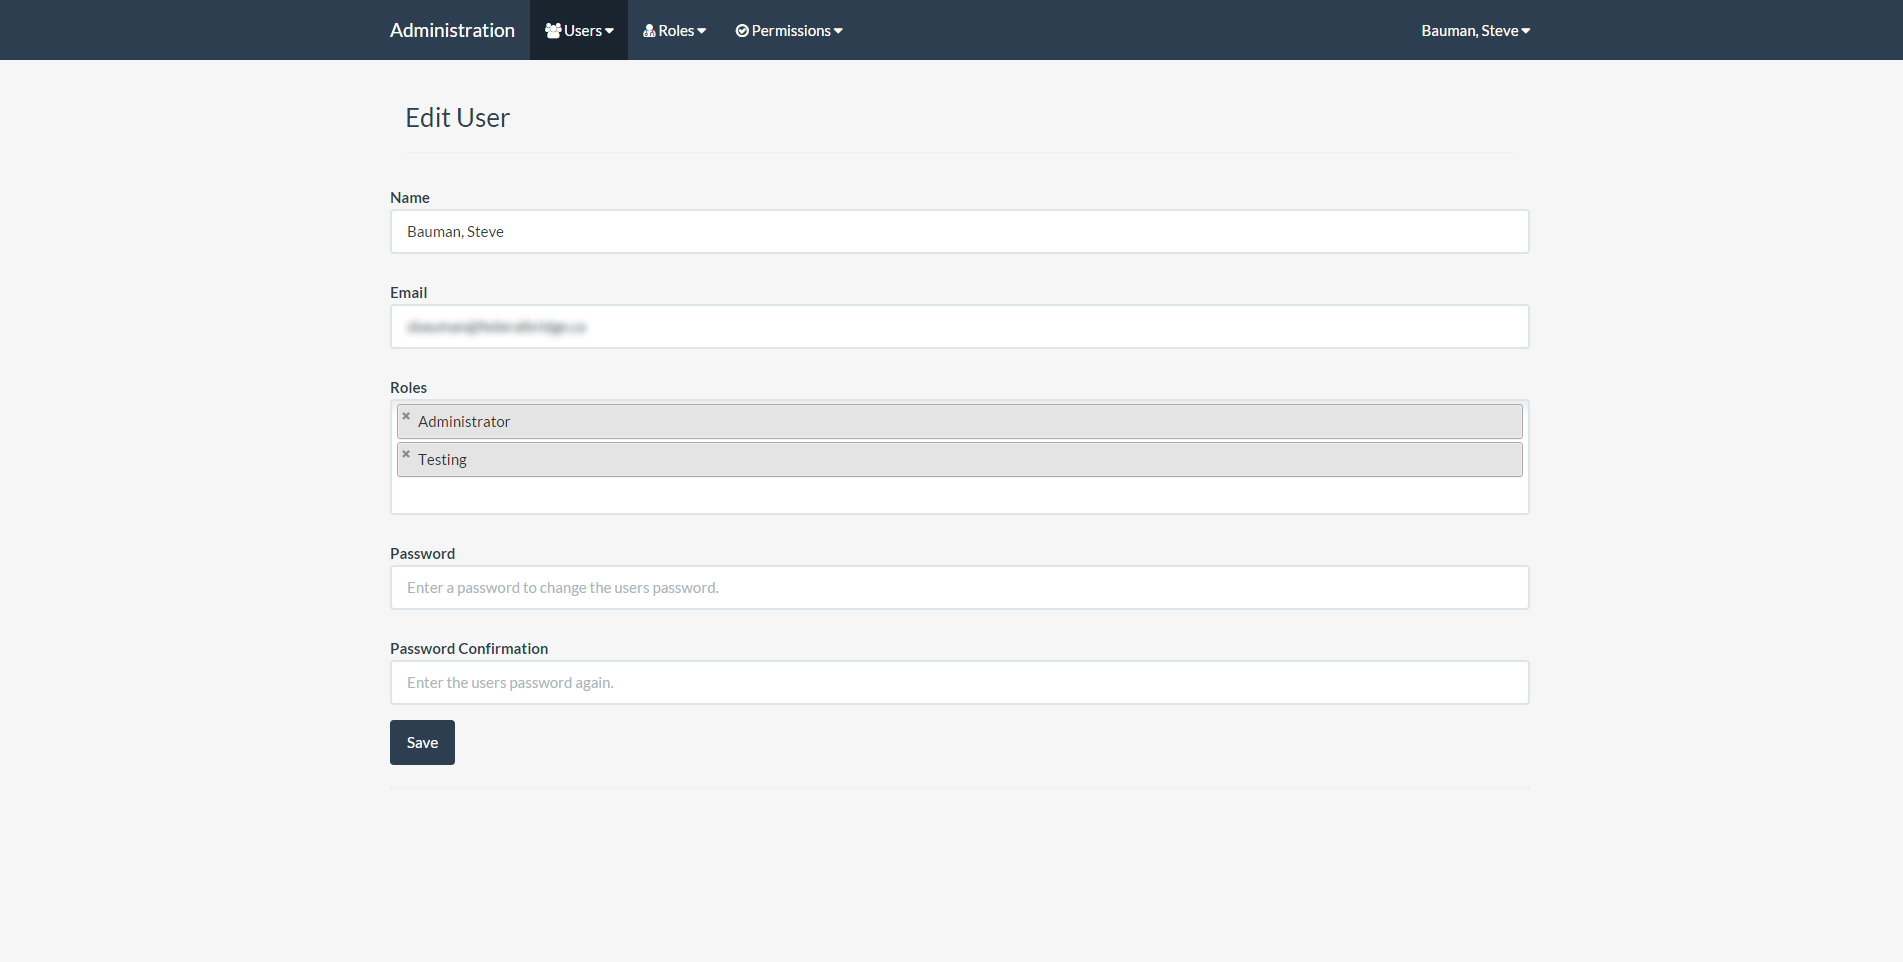 Administration Users Roles Permissions Bauman, Steve
Edit User
Name
Bauman, Steve
Email
Roles
× Administrator
× Testing
Password
Enter a password to change the users password.
Password Confirmation
Enter the users password again.
Save